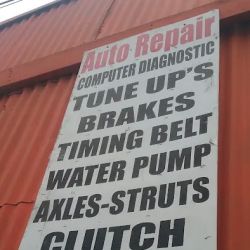 Auto Repair
COMPUTER DIAGNOSTIC
TUNE UP'S
BRAKES
TIMING BELT
WATER PUMP
AXLES-STRUTS
CLUTCH